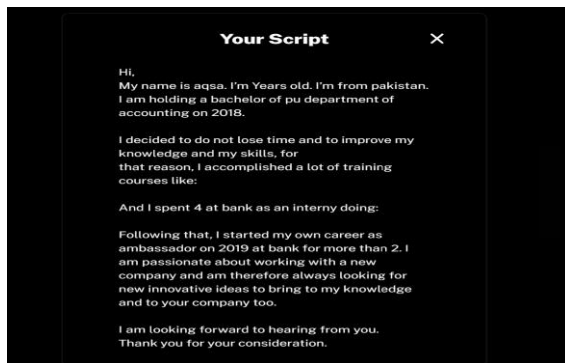 Your Script
Hi,
My name is aqsa. I'm Years old. I'm from pakistan.
I am holding a bachelor of pu department of
accounting on 2018.
I decided to do not lose time and to improve my
knowledge and my skills, for
that reason, I accomplished a lot of training
courses like:
And I spent 4 at bank as an interny doing:
Following that, I started my own career as
ambassador on 2019 at bank for more than 2. I
am passionate about working with a new
company and am therefore always looking for
new innovative ideas to bring to my knowledge
and to your company too.
I am looking forward to hearing from you.
Thank you for your consideration.